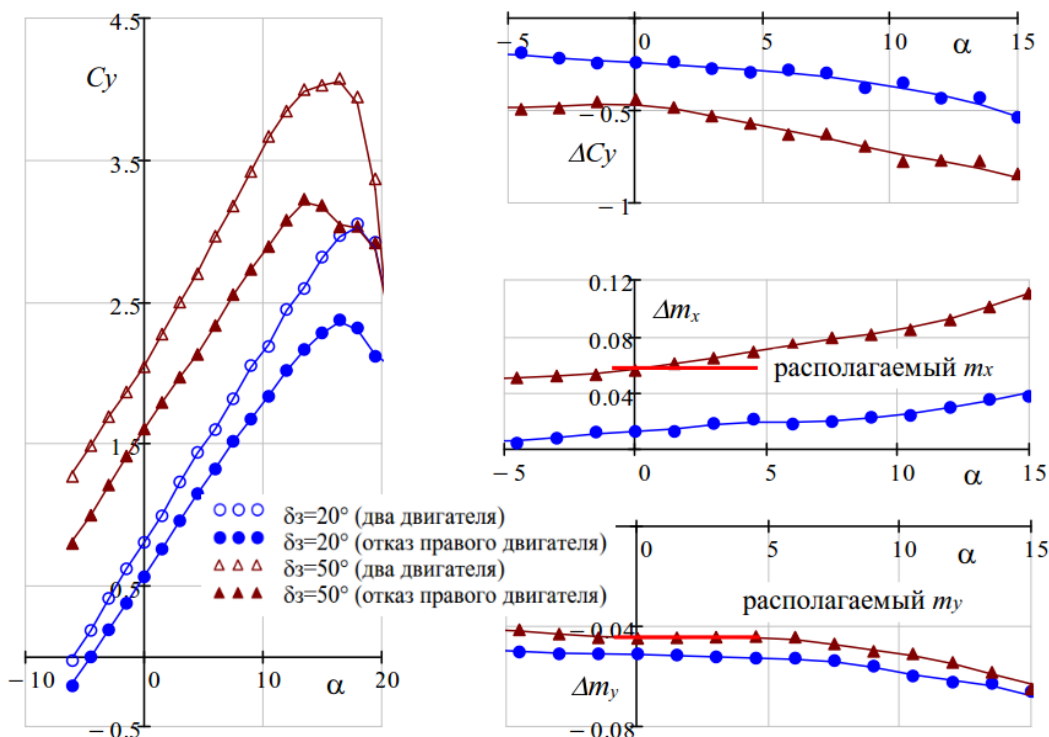 4.5
Cy
3.5
2.5
1.5
0.5
−10
0
10
α
20
−0.5
−5
0
5
10
α
15
−0.5
ΔCy
−1
0.12
Δmx
0.08
располагаемый mx
0.04
−5
0
5
10
α
15
δз=20° (два двигателя)
δз=20° (отказ правого двигателя)
δз=50° (два двигателя)
δз=50° (отказ правого двигателя)
0
5
10
α
15
располагаемый my
−0.04
Δmy
−0.08